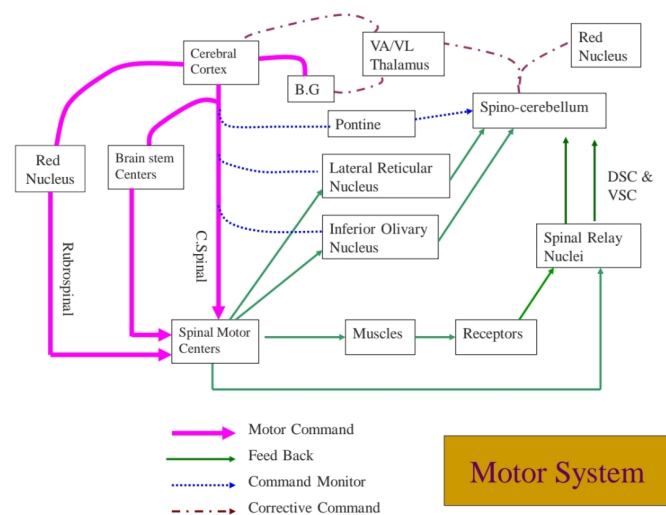 Cerebral
Cortex
VA/VL
Thalamus
Red
Nucleus
B.G
Spino-cerebellum
Pontine
Red
Nucleus
Brain stem
Centers
Lateral Reticular
Nucleus
DSC &
VSC
Inferior Olivary
Nucleus
Spinal Relay
Nuclei
Rubrospinal
C.Spinal
Spinal Motor
Centers
Muscles
Receptors
Motor Command
Feed Back
Command Monitor
Corrective Command
Motor System